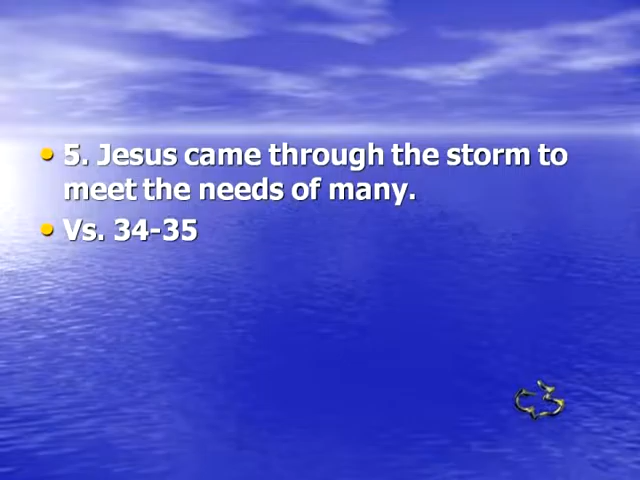 5. Jesus came through the storm to
meet the needs of many.
Vs. 34-35